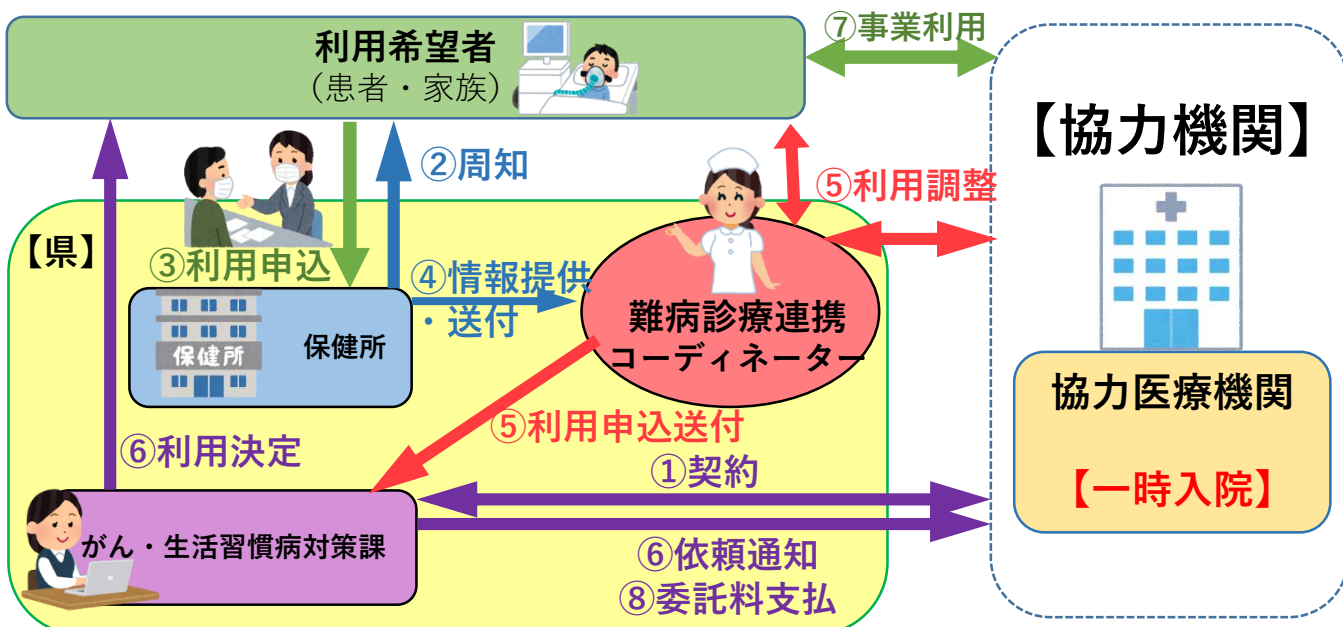 利用希望者
(患者・家族)
⑦事業利用
【協力機関】
②周知
⑤利用調整
【県】
③利用申込
④情報提供
・送付
保健所
保健所
難病診療連携
コーディネーター
協力医療機関
【一時入院】
⑤利用申込送付
⑥利用決定
①契約
がん・生活習慣病対策課
⑥依頼通知
⑧委託料支払